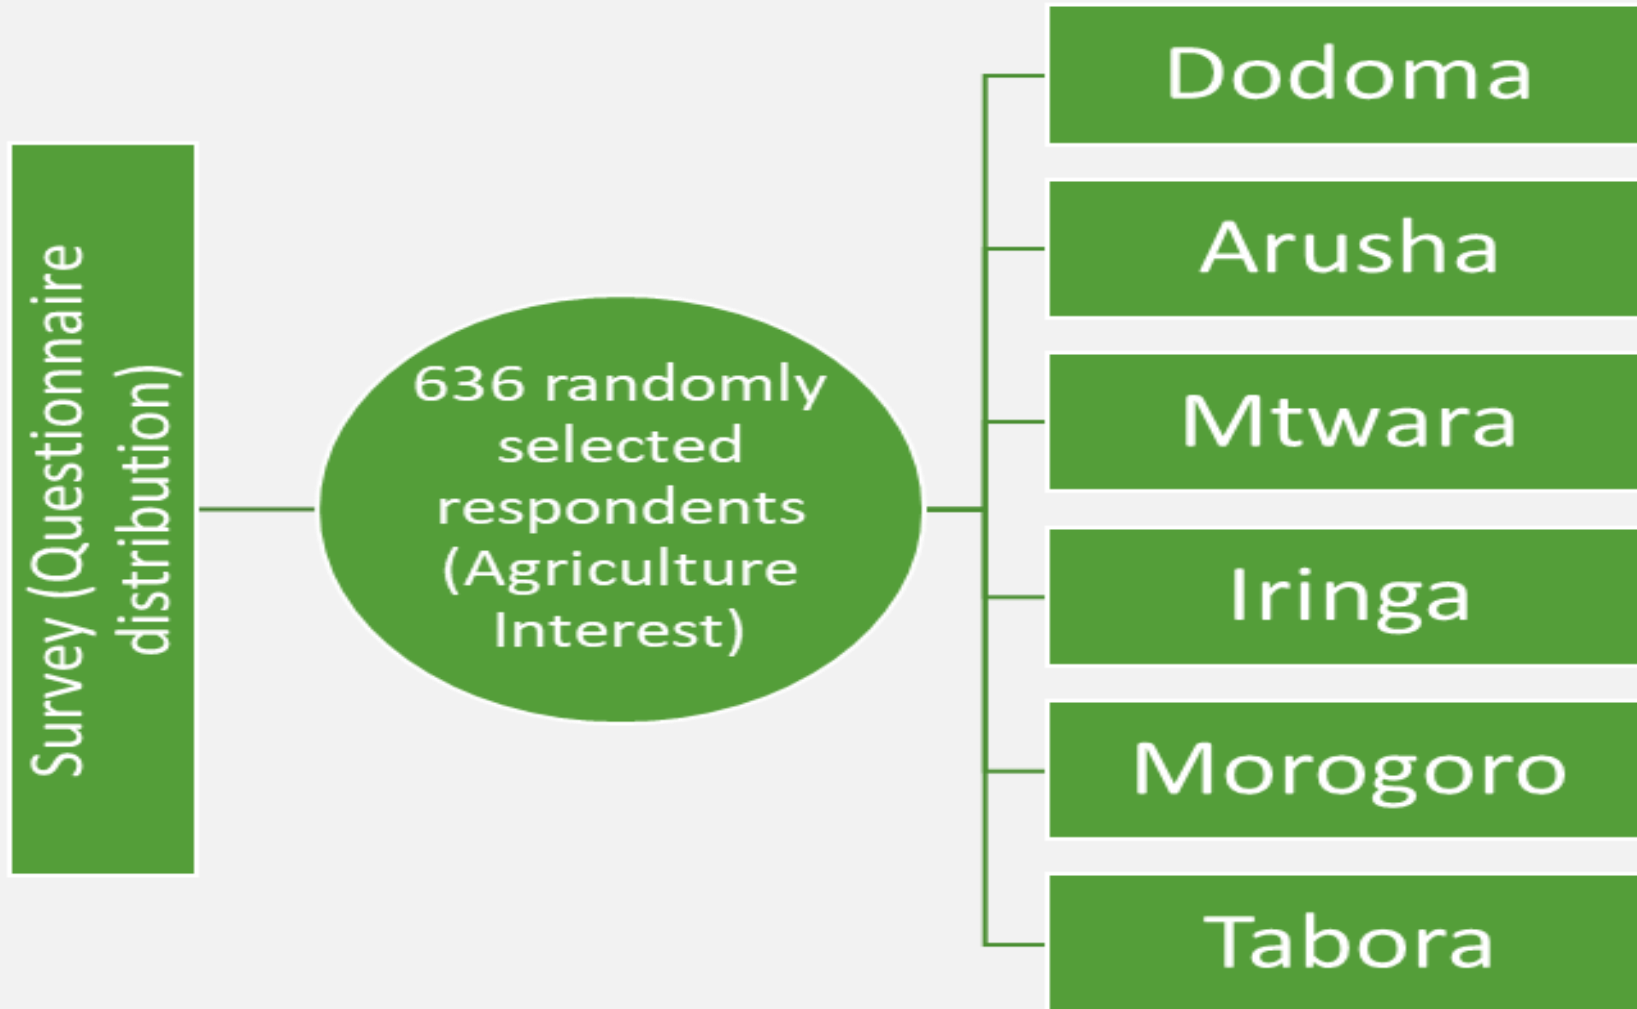 Survey (Questionnaire
distribution)
636 randomly
selected
respondents
(Agriculture
Interest)
Dodoma
Arusha
Mtwara
Iringa
Morogoro
Tabora